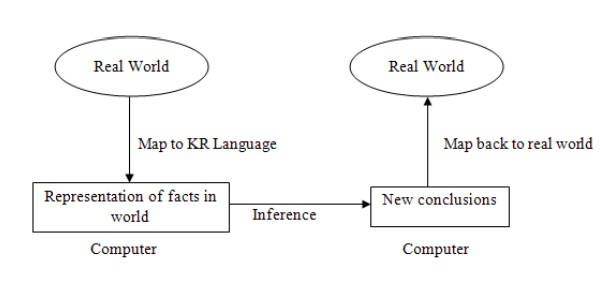 Real World
Real World
Map to KR Language
Map back to real world
Representation of facts in
world
Inference
New conclusions
Computer
Computer